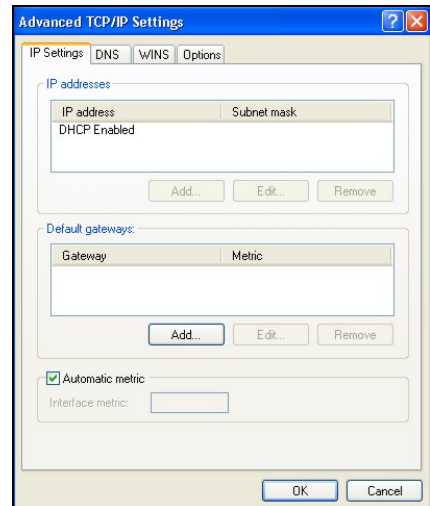 Advanced TCP/IP Settings
IP Settings DNS WINS Options
IP addresses
IP address Subnet mask
DHCP Enabled
Add... Edit... Remove
Default gateways:
Gateway Metric
Add... Edit... Remove
Automatic metric
Interface metric:
OK Cancel